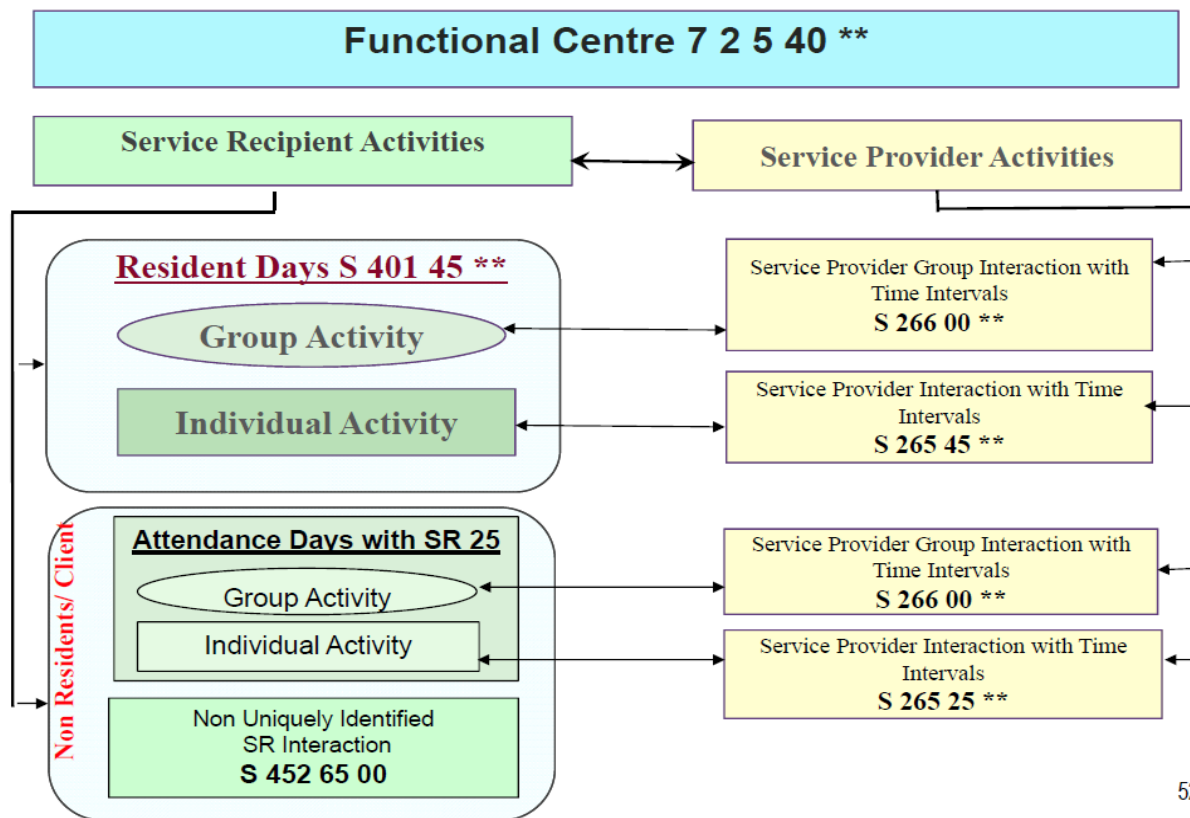 Functional Centre 7 2 5 40 **
Service Recipient Activities
Service Provider Activities
Resident Days S 401 45 **
Group Activity
Individual Activity
Service Provider Group Interaction with
Time Intervals
S 266 00 **
Service Provider Interaction with Time
Intervals
S 265 45 **
Non Residents/ Client
Attendance Days with SR 25
Group Activity
Individual Activity
Non Uniquely Identified
SR Interaction
S 452 65 00
Service Provider Group Interaction with
Time Intervals
S 266 00 **
Service Provider Interaction with Time
Intervals
S 265 25 **